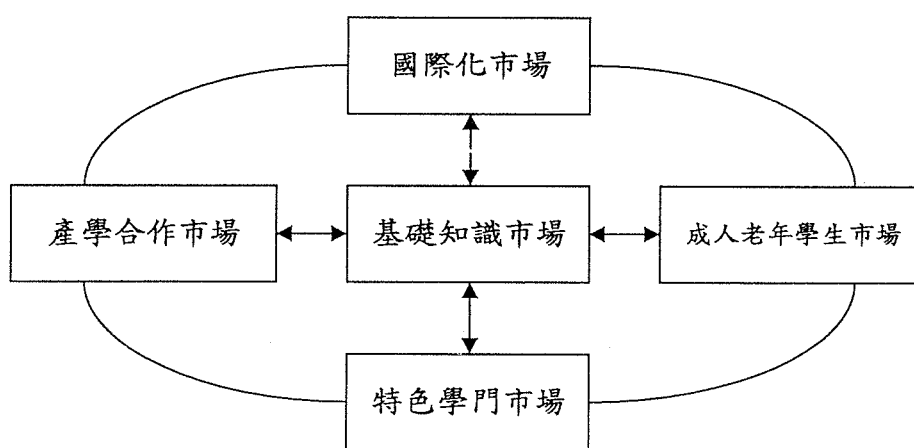 國際化市場
產學合作市場
基礎知識市場
成人老年學生市場
特色學門市場